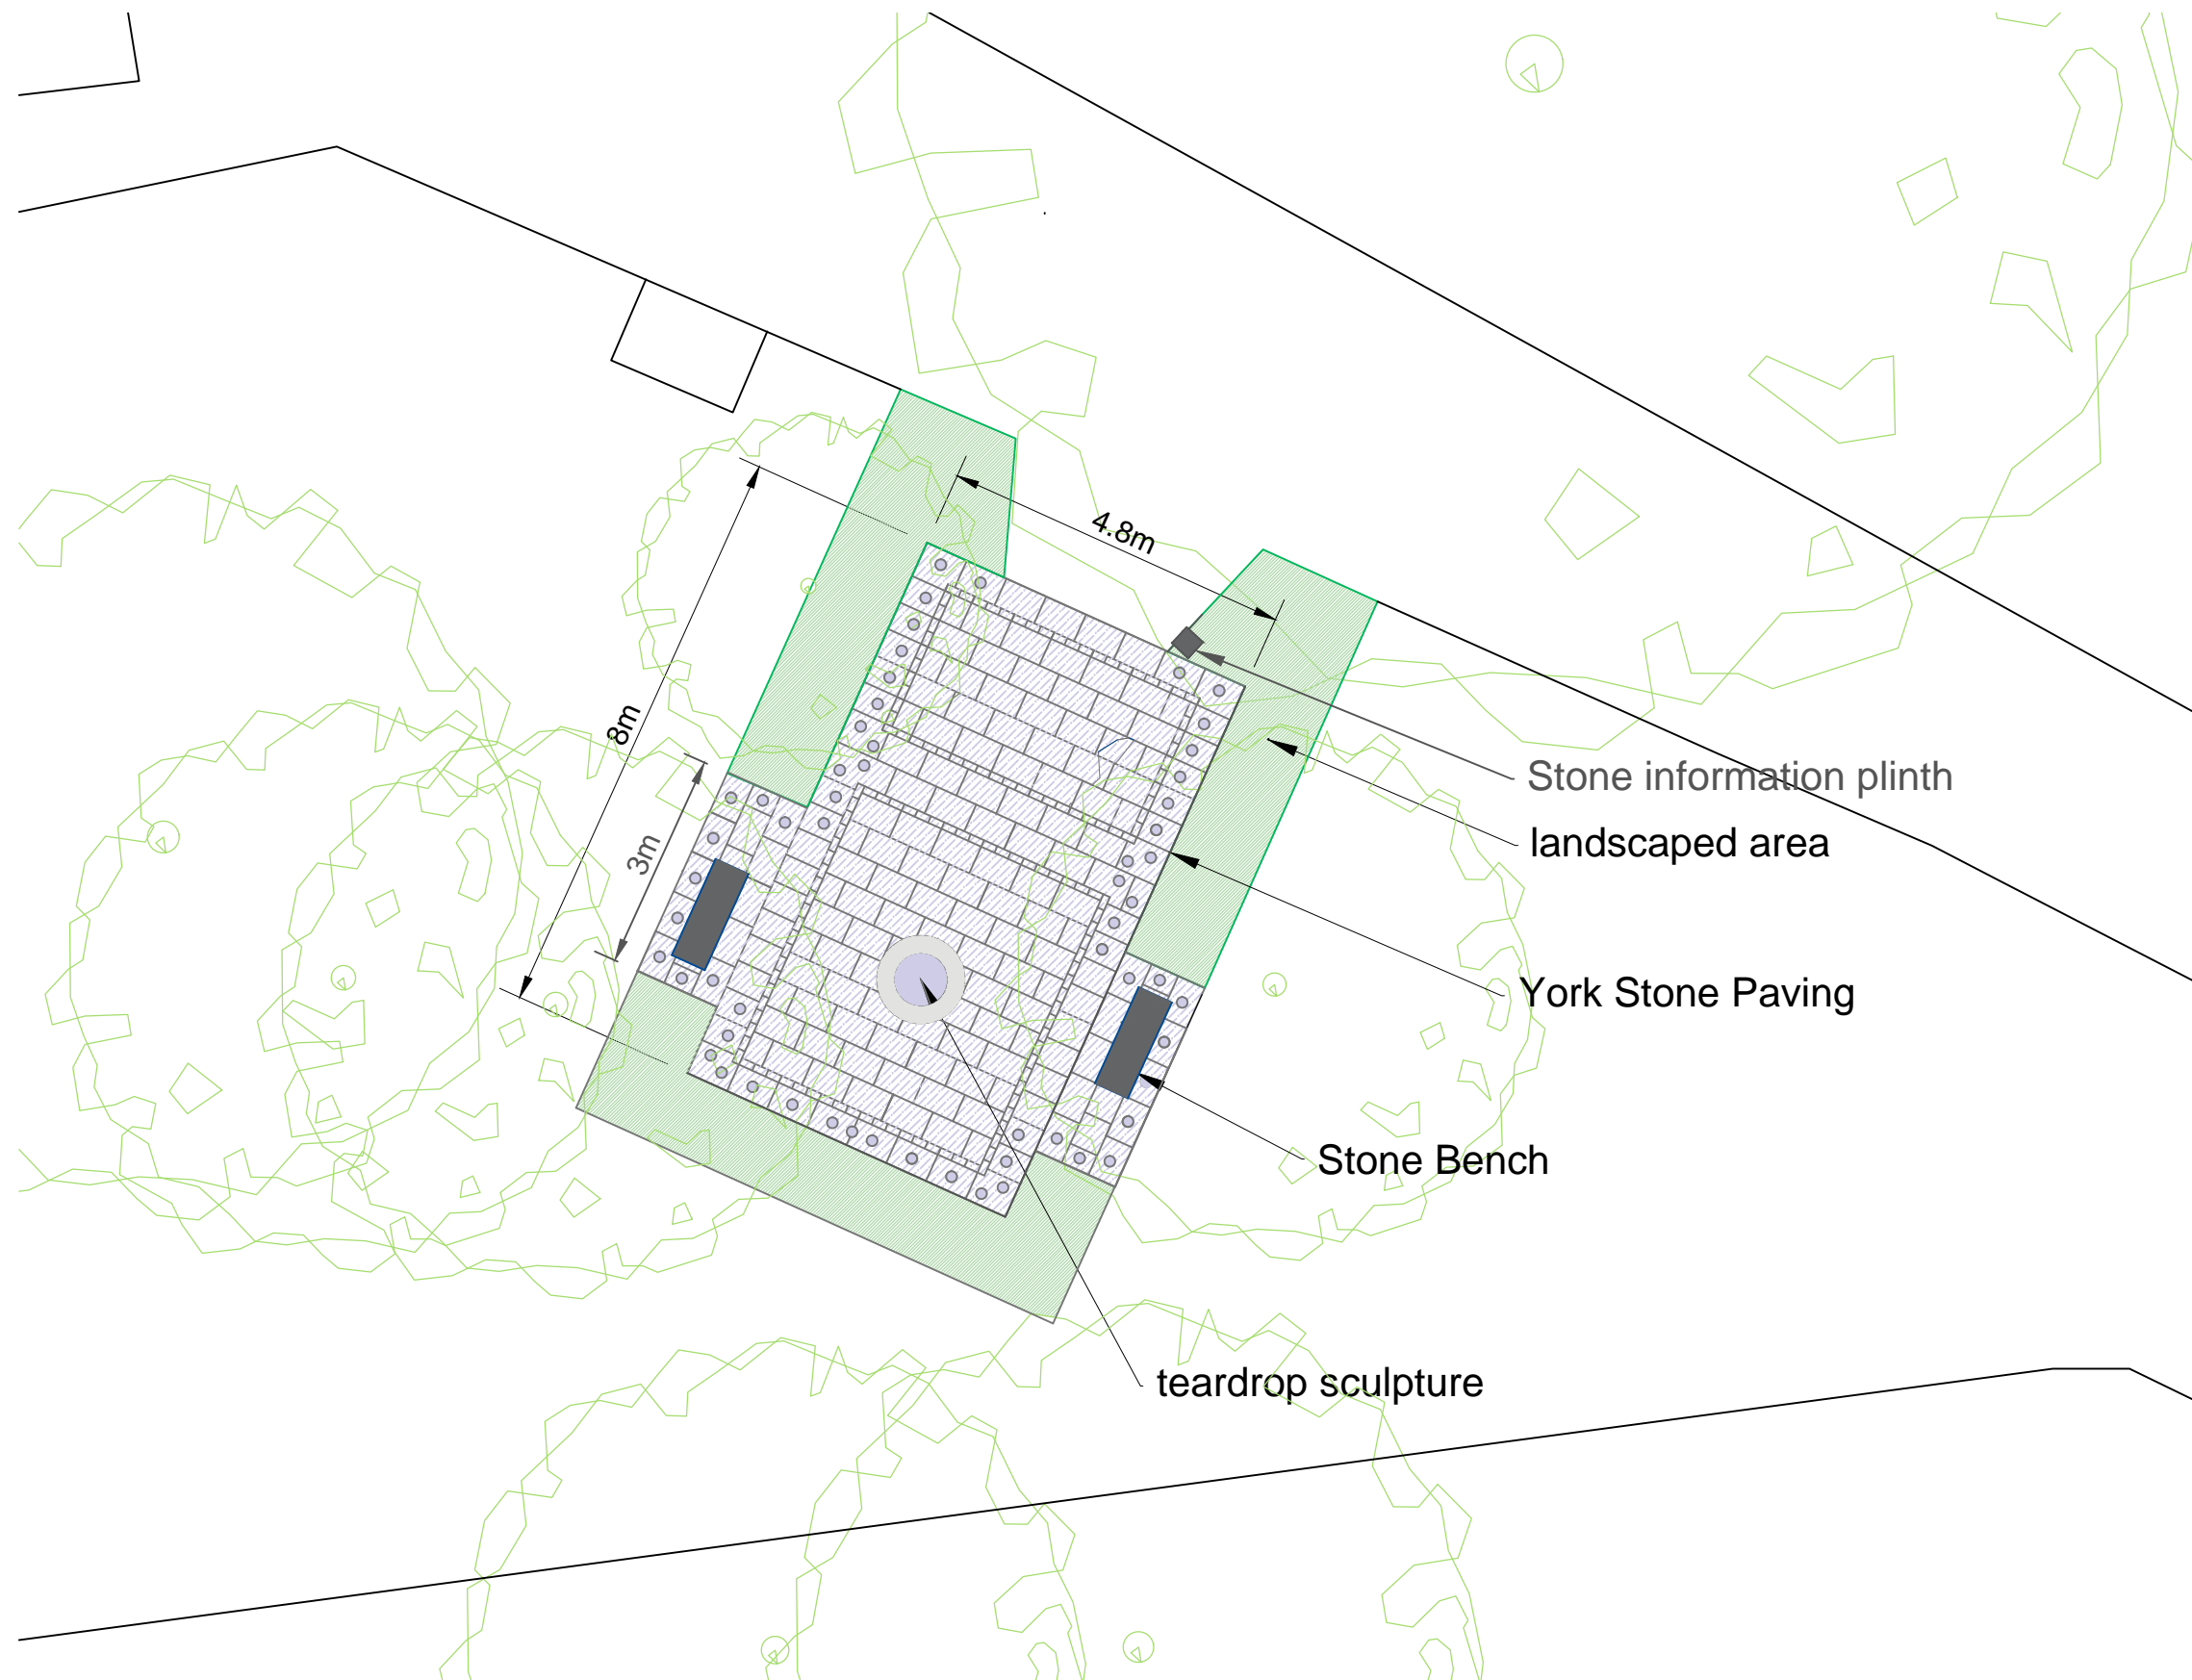 4.8m
8m
3m
Stone information plinth
landscaped area
York Stone Paving
Stone Bench
teardrop sculpture